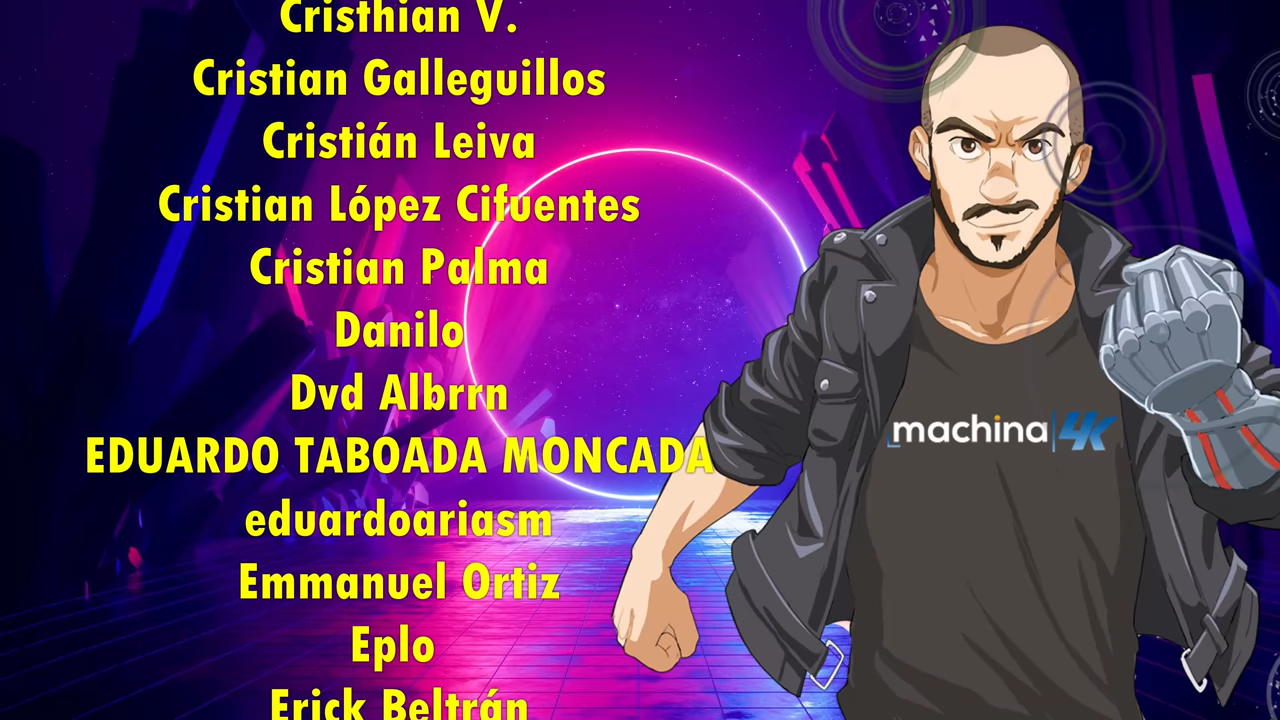 Cristhian V.
Cristian Galleguillos
Cristián Leiva
Cristian López Cifuentes
Cristian Palma
Danilo
Dvd Albrrn
EDUARDO TABOADA MONCADA
eduardoariasm
Emmanuel Ortiz
Eplo
Erick Beltrán
machina 4K